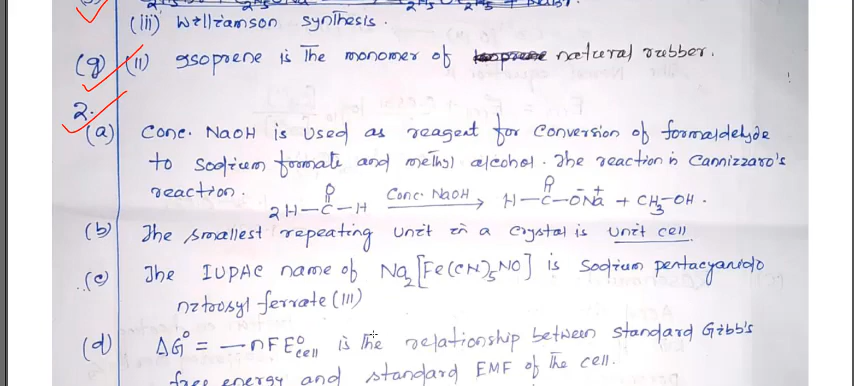 (iii) Williamson synthesis.
(g) (ii) Isoprene is the monomer of natural rubber.
2.
(a) Conc. NaOH is used as reagent for conversion of formaldehyde
to sodium formate and methyl alcohol. The reaction is Cannizzaro's
reaction.
O O
2H-C-H Conc. NaOH → H-C-ŌNa⁺ + CH₃-OH.
(b) The smallest repeating unit in a crystal is unit cell.
(c) The IUPAC name of Na₂[Fe(CN)₅NO] is Sodium pentacyanido
nitrosyl ferrate (III)
(d) ΔG° = -nFE°cell is the relationship between standard Gibb's
free energy and standard EMF of the cell.